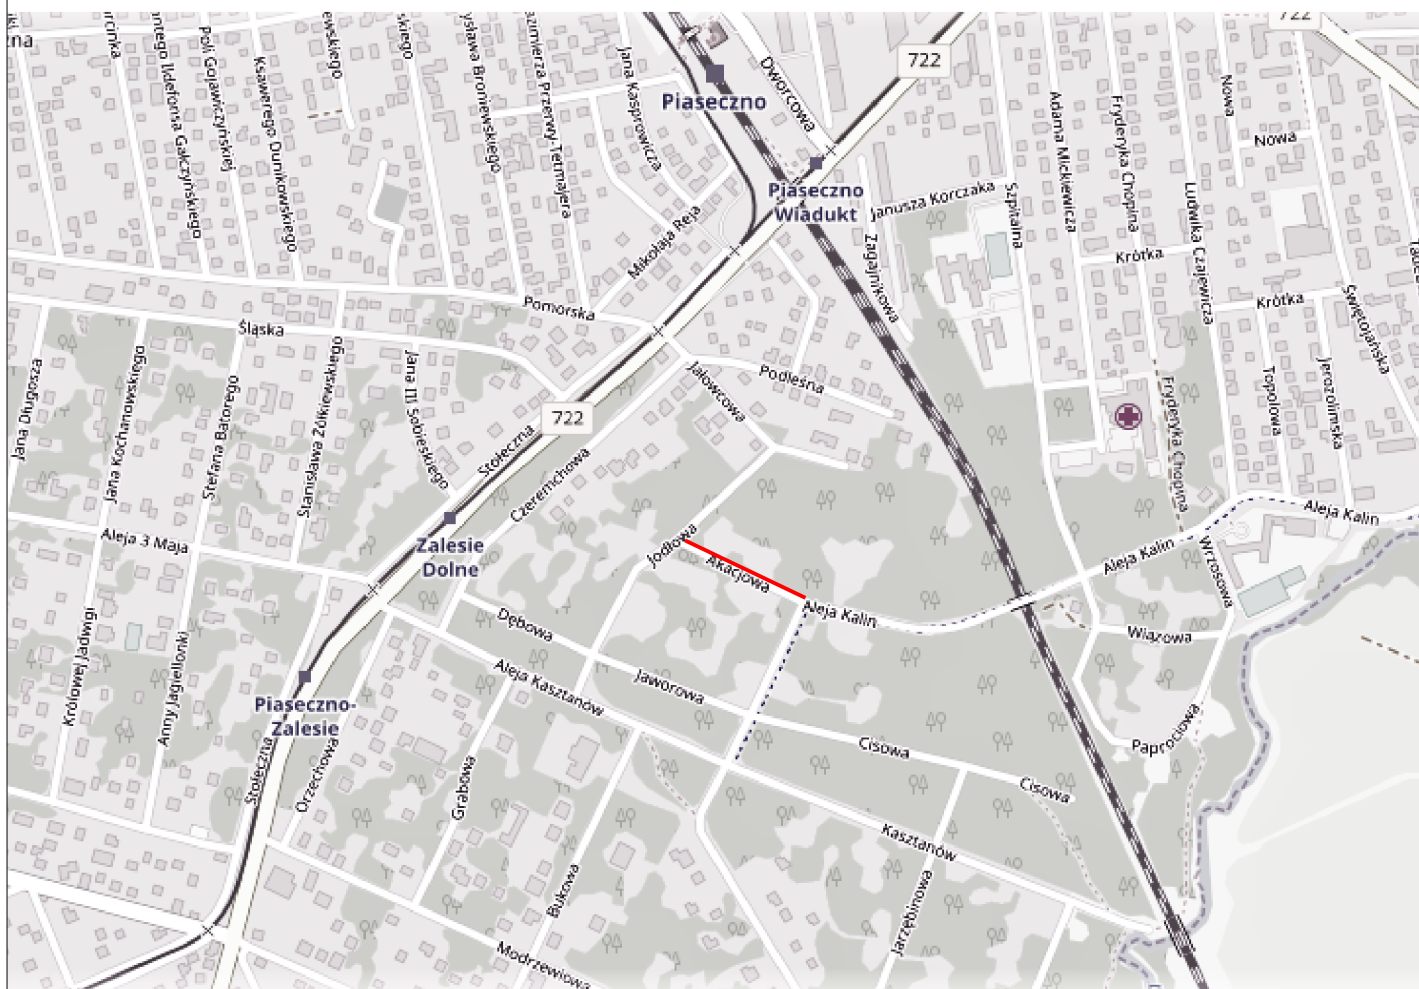 722
722
Piaseczno
Dworcowa
Poli Gojawiczyńskiej
Ksawerego Dunikowskiego
Jana Kasprowicza
Nowa
Nowa
Adama Mickiewicza
Fryderyka Chopina
Ludwika Czajewicza
Piaseczno
Wiadukt
Janusza Korczaka
Szpitalna
Mikołaja Reja
Zagajnikowa
Krótka
Krótka
Świętojańska
Pomorska
Śląska
Jana Długosza
Jana Kochanowskiego
Stefana Batorego
Stanisława Żółkiewskiego
Jana III Sobieskiego
722
Stołeczna
Jałowcowa
Podleśna
Topolowa
Jerozolimska
Fryderyka Chopina
Czeremchowa
Aleja Kalin
Aleja 3 Maja
Zalesie
Dolne
Jodłowa
Akacjowa
Aleja Kalin
Aleja Kalin
Wrzosowa
Wiązowa
Dębowa
Królowej Jadwigi
Anny Jagiellonki
Aleja Kasztanów
Jaworowa
Piaseczno-
Zalesie
Stołeczna
Orzechowa
Grabowa
Cisowa
Cisowa
Paprociowa
Kasztanów
Bukowa
Jarzębinowa
Modrzewiowa